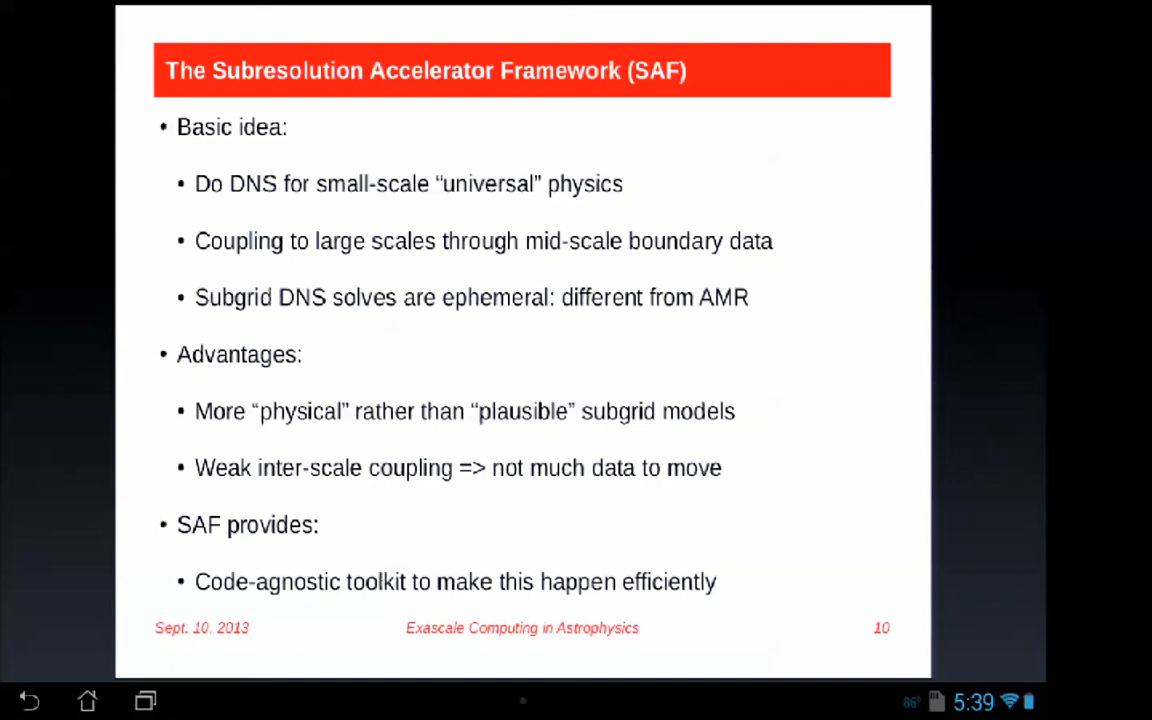 The Subresolution Accelerator Framework (SAF)
• Basic idea:
• Do DNS for small-scale “universal” physics
• Coupling to large scales through mid-scale boundary data
• Subgrid DNS solves are ephemeral: different from AMR
• Advantages:
• More “physical” rather than “plausible” subgrid models
• Weak inter-scale coupling => not much data to move
• SAF provides:
• Code-agnostic toolkit to make this happen efficiently
Sept. 10, 2013 Exascale Computing in Astrophysics 10
86° 5:39